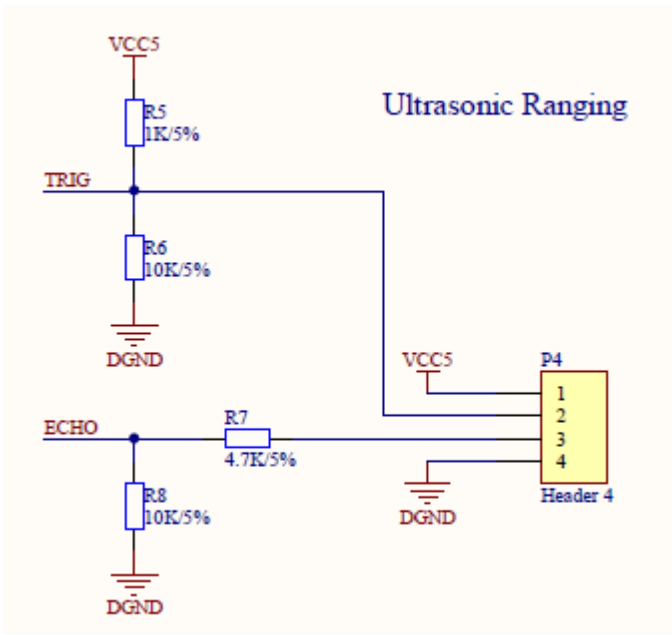 VCC5
Ultrasonic Ranging
R5
1K/5%
TRIG
R6
10K/5%
DGND
VCC5
P4
1
2
3
4
Header 4
ECHO
R7
4.7K/5%
R8
10K/5%
DGND
DGND